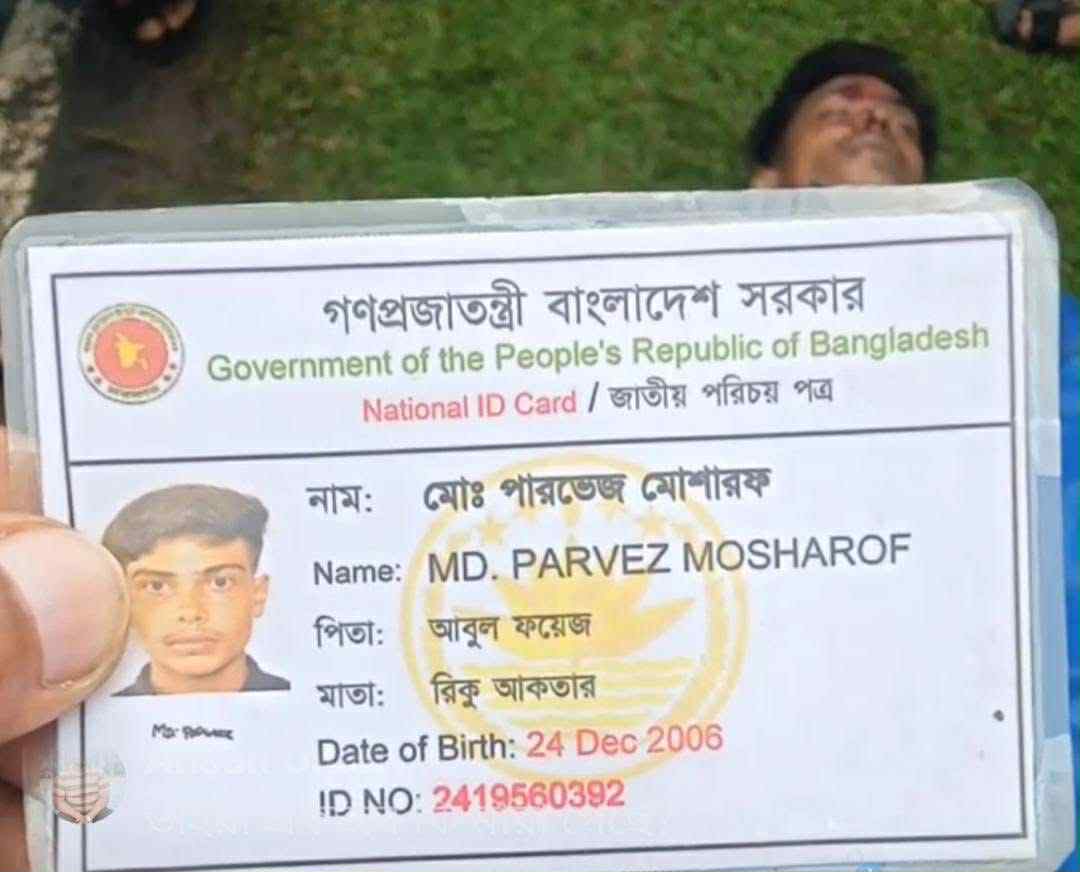 গণপ্রজাতন্ত্রী বাংলাদেশ সরকার
Government of the People's Republic of Bangladesh
National ID Card / জাতীয় পরিচয় পত্র
নাম: মোঃ পারভেজ মোশারফ
Name: MD. PARVEZ MOSHAROF
পিতা: আবুল ফয়েজ
মাতা: রিকু আকতার
Date of Birth: 24 Dec 2006
ID NO: 2419560392